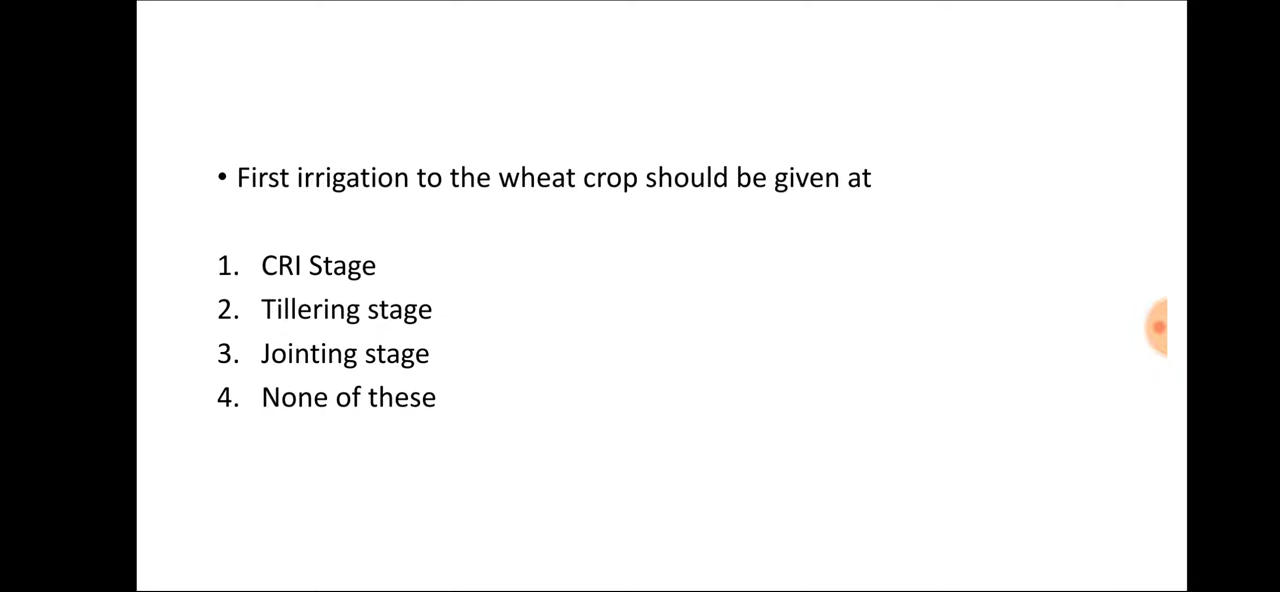 • First irrigation to the wheat crop should be given at
1. CRI Stage
2. Tillering stage
3. Jointing stage
4. None of these